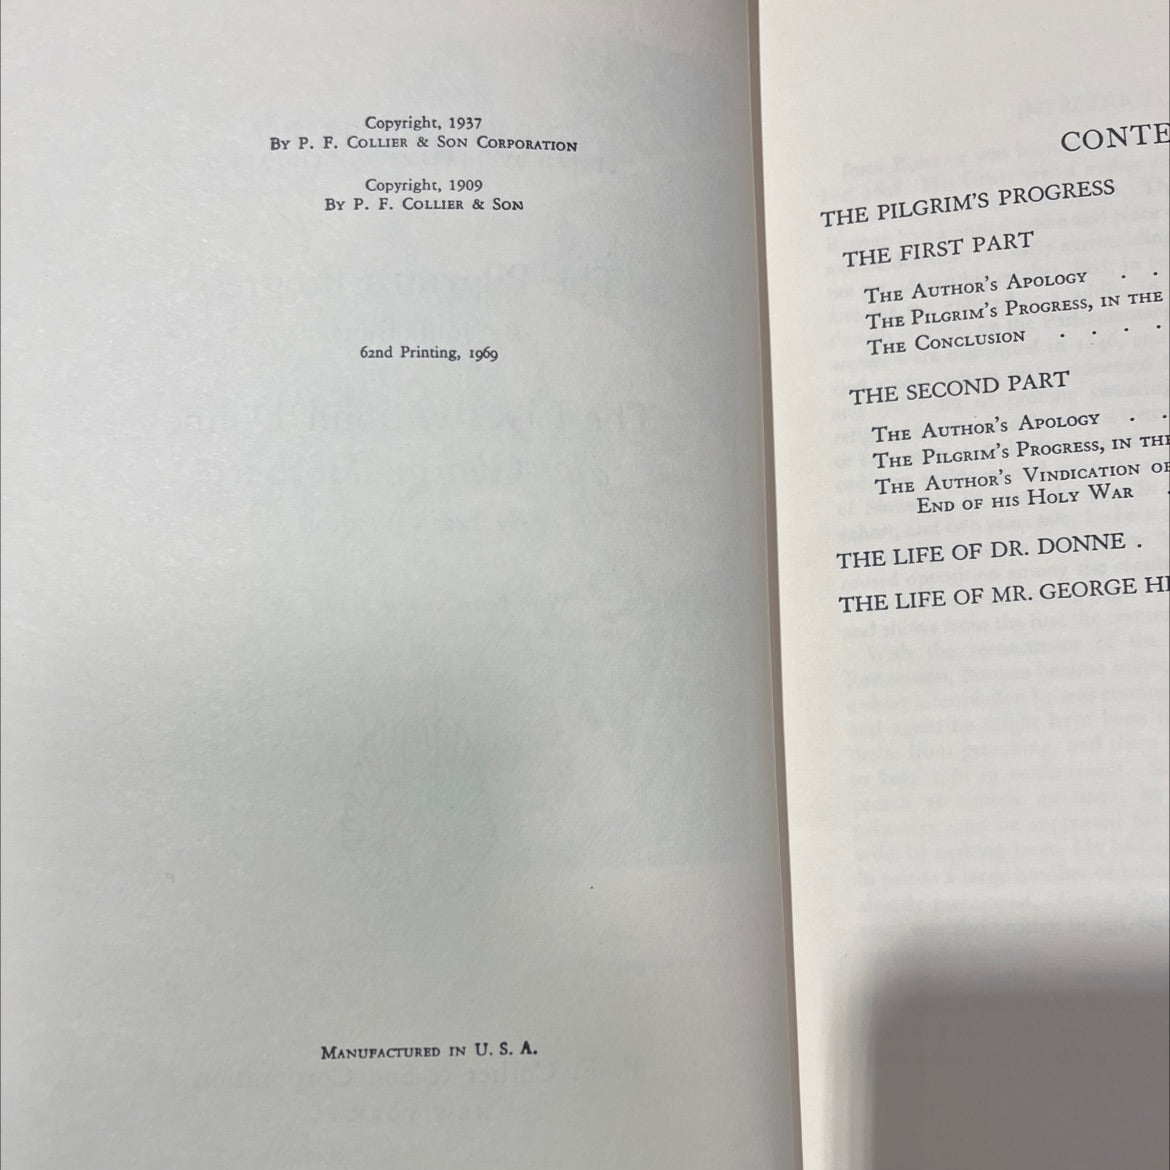 Copyright, 1937
By P. F. Collier & Son Corporation
Copyright, 1909
By P. F. Collier & Son
62nd Printing, 1969
Manufactured in U. S. A.
CONTE
THE PILGRIM'S PROGRESS
THE FIRST PART
The Author's Apology . .
The Pilgrim's Progress, in the
The Conclusion . . . .
THE SECOND PART
The Author's Apology . .
The Pilgrim's Progress, in the
The Author's Vindication of
End of his Holy War .
THE LIFE OF DR. DONNE .
THE LIFE OF MR. GEORGE HE